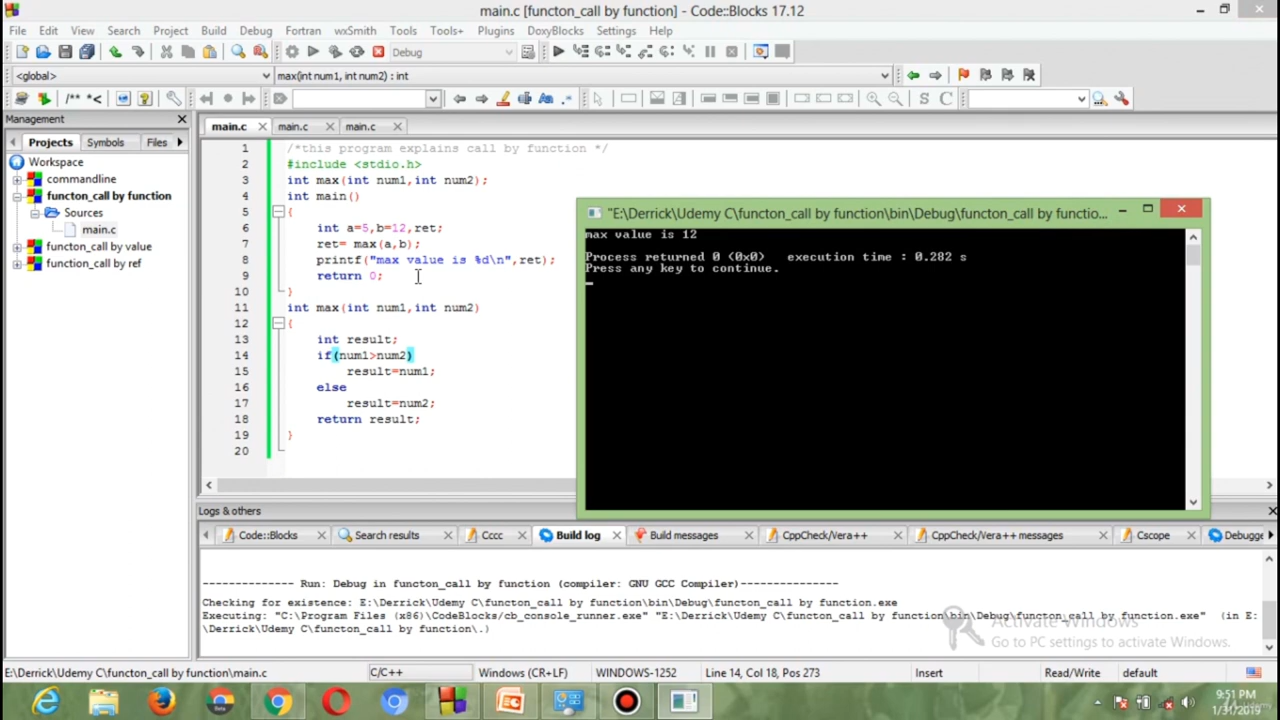 main.c [functon_call by function] - Code::Blocks 17.12
File Edit View Search Project Build Debug Fortran wxSmith Tools Tools+ Plugins DoxyBlocks Settings Help
Debug
<global> max(int num1, int num2) : int
/** *<
S C
Management
Projects Symbols Files
Workspace
commandline
functon_call by function
Sources
main.c
functon_call by value
function_call by ref
main.c main.c main.c
1 /*this program explains call by function */
2 #include <stdio.h>
3 int max(int num1,int num2);
4 int main()
5 {
6 int a=5,b=12,ret;
7 ret= max(a,b);
8 printf("max value is %d\n",ret);
9 return 0;
10 }
11 int max(int num1,int num2)
12 {
13 int result;
14 if(num1>num2)
15 result=num1;
16 else
17 result=num2;
18 return result;
19 }
20
"E:\Derrick\Udemy C\functon_call by function\bin\Debug\functon_call by functio...
max value is 12
Process returned 0 (0x0) execution time : 0.282 s
Press any key to continue.
Logs & others
Code::Blocks Search results Cccc Build log Build messages CppCheck/Vera++ CppCheck/Vera++ messages Cscope Debugge
-------------- Run: Debug in functon_call by function (compiler: GNU GCC Compiler)---------------
Checking for existence: E:\Derrick\Udemy C\functon_call by function\bin\Debug\functon_call by function.exe
Executing: "C:\Program Files (x86)\CodeBlocks/cb_console_runner.exe" "E:\Derrick\Udemy C\functon_call by function\bin\Debug\functon_call by function.exe" (in E:
\Derrick\Udemy C\functon_call by function\.)
Activate Windows
Go to PC settings to activate Windows.
E:\Derrick\Udemy C\functon_call by function\main.c C/C++ Windows (CR+LF) WINDOWS-1252 Line 14, Col 18, Pos 273 Insert Read/Write default
9:51 PM
1/31/2019